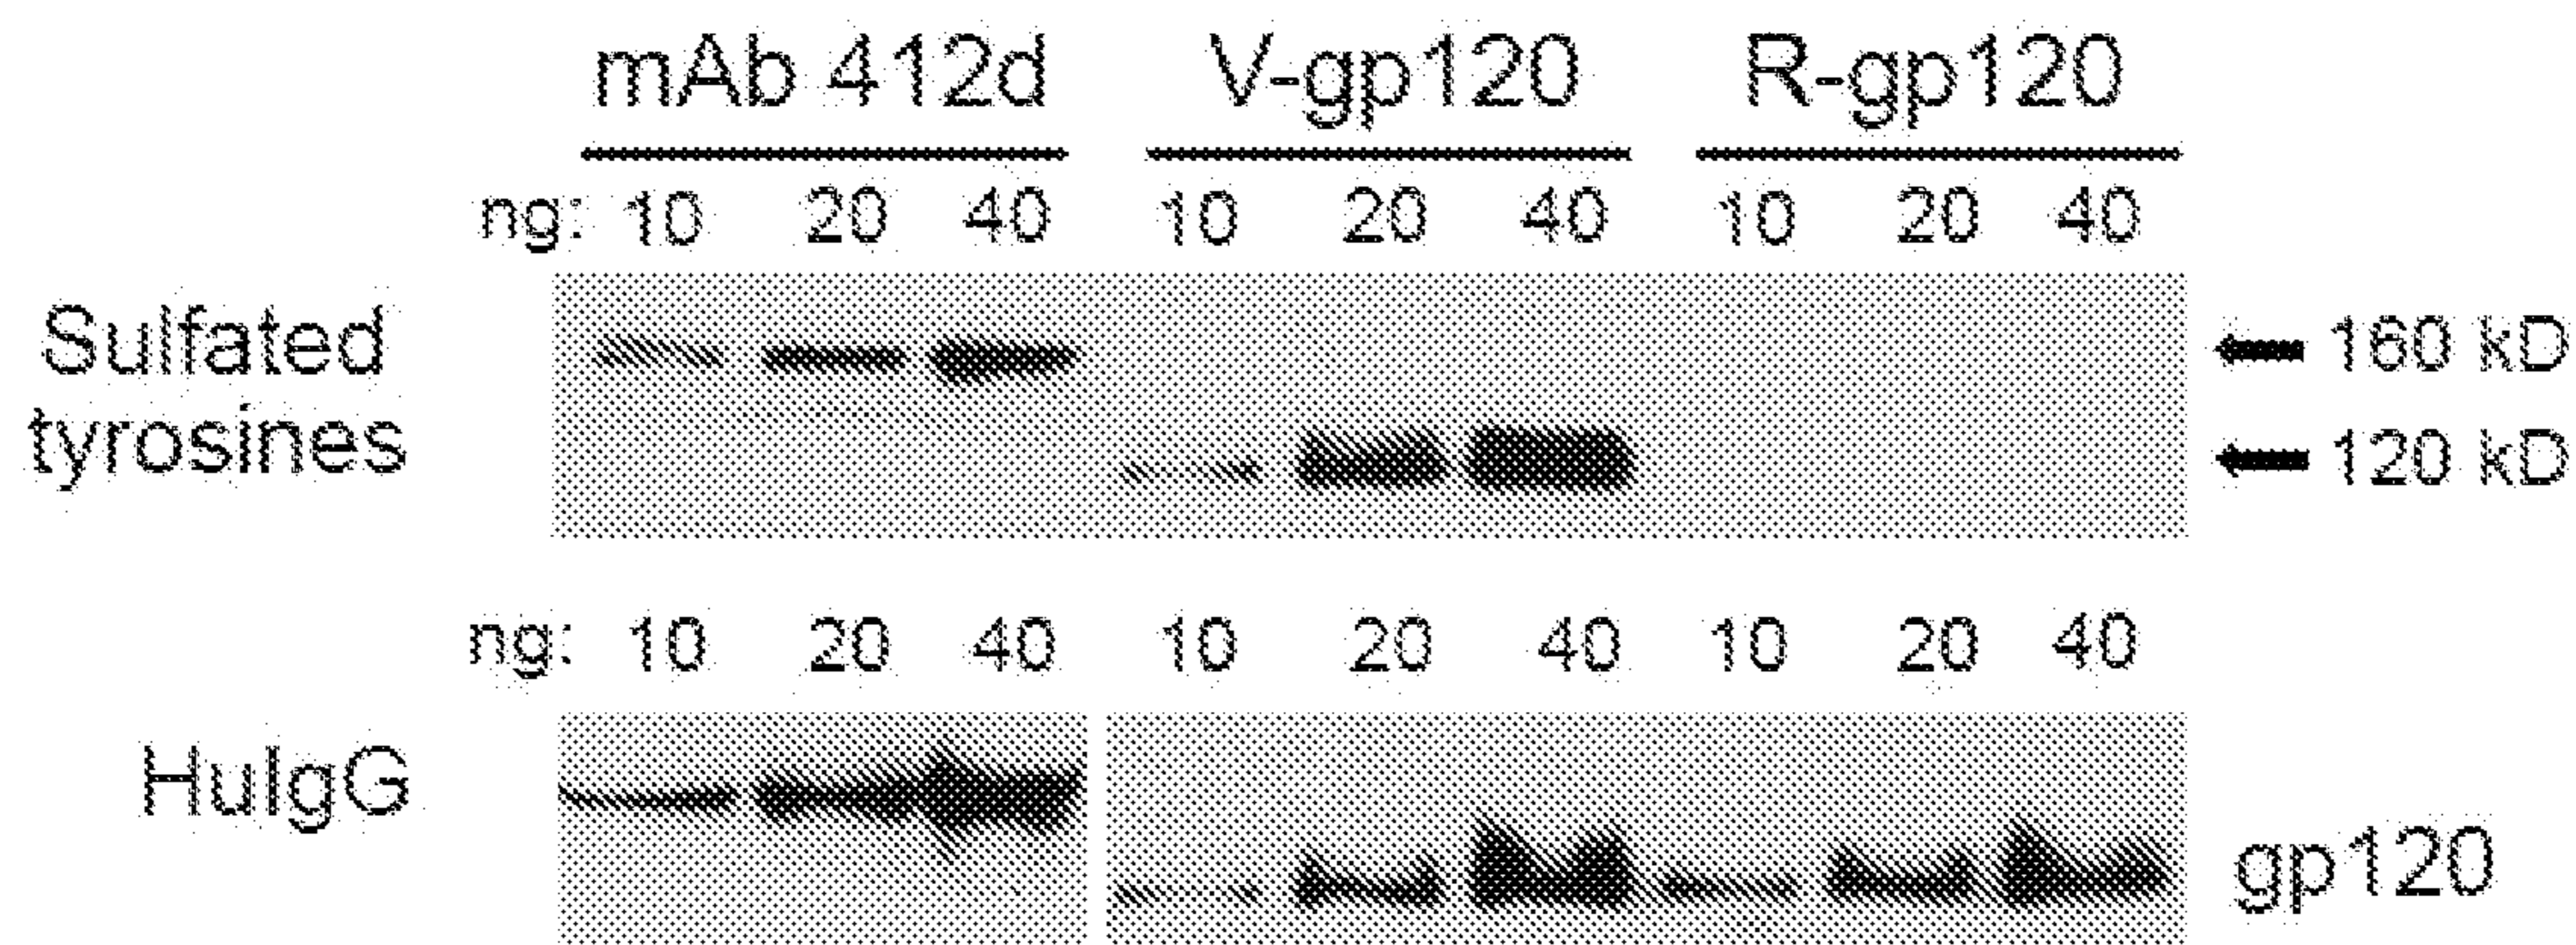 mAb 412d V-gp120 R-gp120
ng: 10 20 40 10 20 40 10 20 40
Sulfated
tyrosines
160 kD
120 kD
ng: 10 20 40 10 20 40 10 20 40
HuIgG
gp120